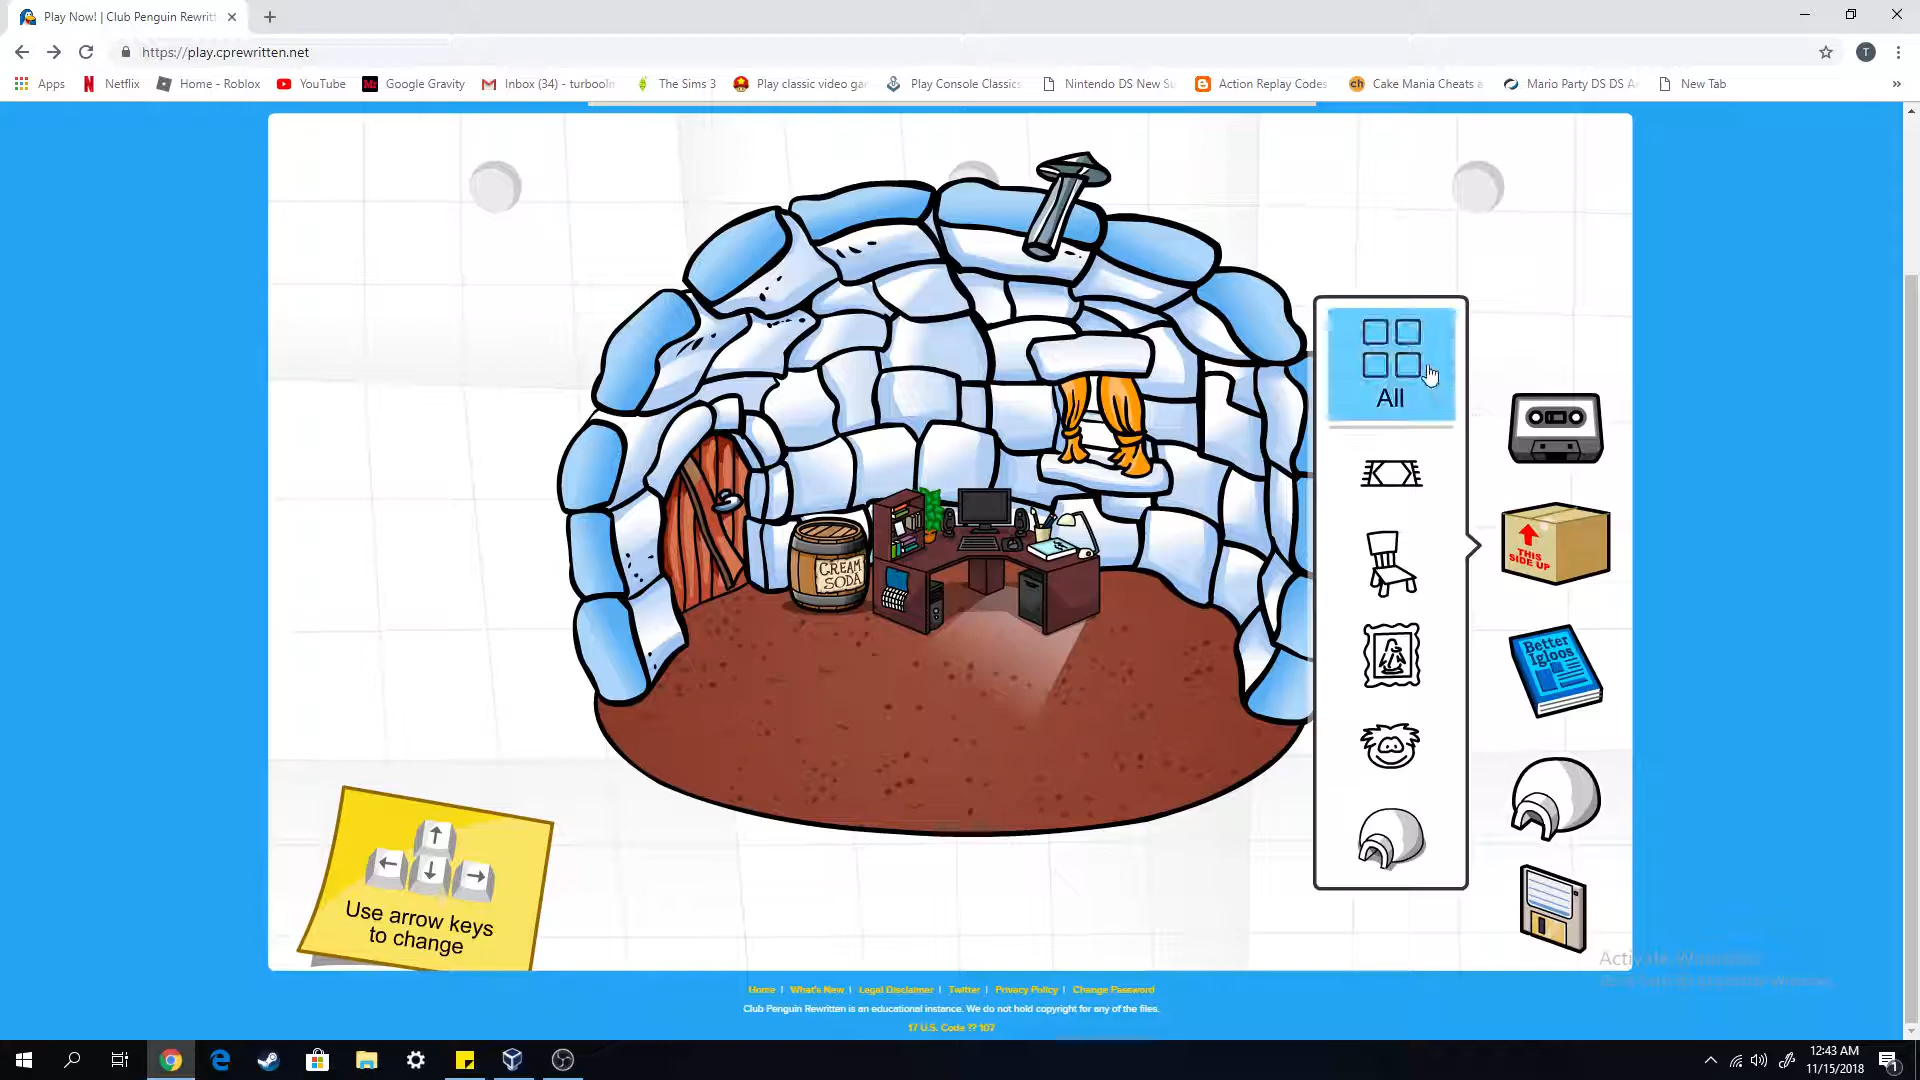 Play Now! | Club Penguin Rewritt
https://play.cprewritten.net
T
Apps
Netflix
Home - Roblox
YouTube
Google Gravity
Inbox (34) - turbooln
The Sims 3
Play classic video gar
Play Console Classics
Nintendo DS New Su
Action Replay Codes
Cake Mania Cheats a
Mario Party DS DS A
New Tab
All
THIS
SIDE UP
CREAM
SODA
Better
Igloos
Use arrow keys
to change
Home | What's New | Legal Disclaimer | Twitter | Privacy Policy | Change Password
Club Penguin Rewritten is an educational instance. We do not hold copyright for any of the files.
17 U.S. Code ?? 107
12:43 AM
11/15/2018
1